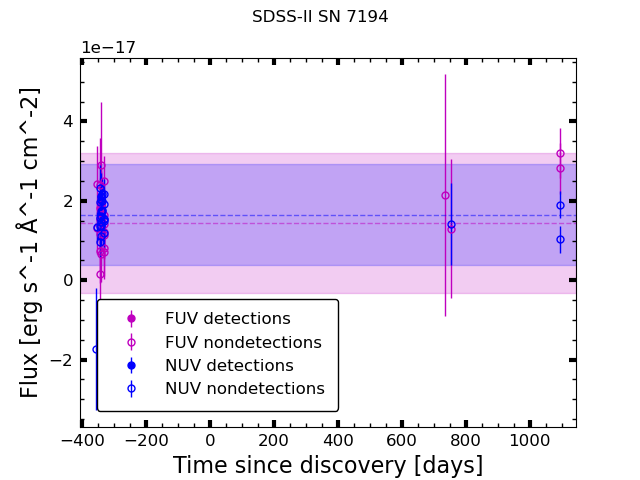 SDSS-II SN 7194
1e−17
4
2
0
−2
Flux [erg s^-1 Å^-1 cm^-2]
FUV detections
FUV nondetections
NUV detections
NUV nondetections
−400 −200 0 200 400 600 800 1000
Time since discovery [days]